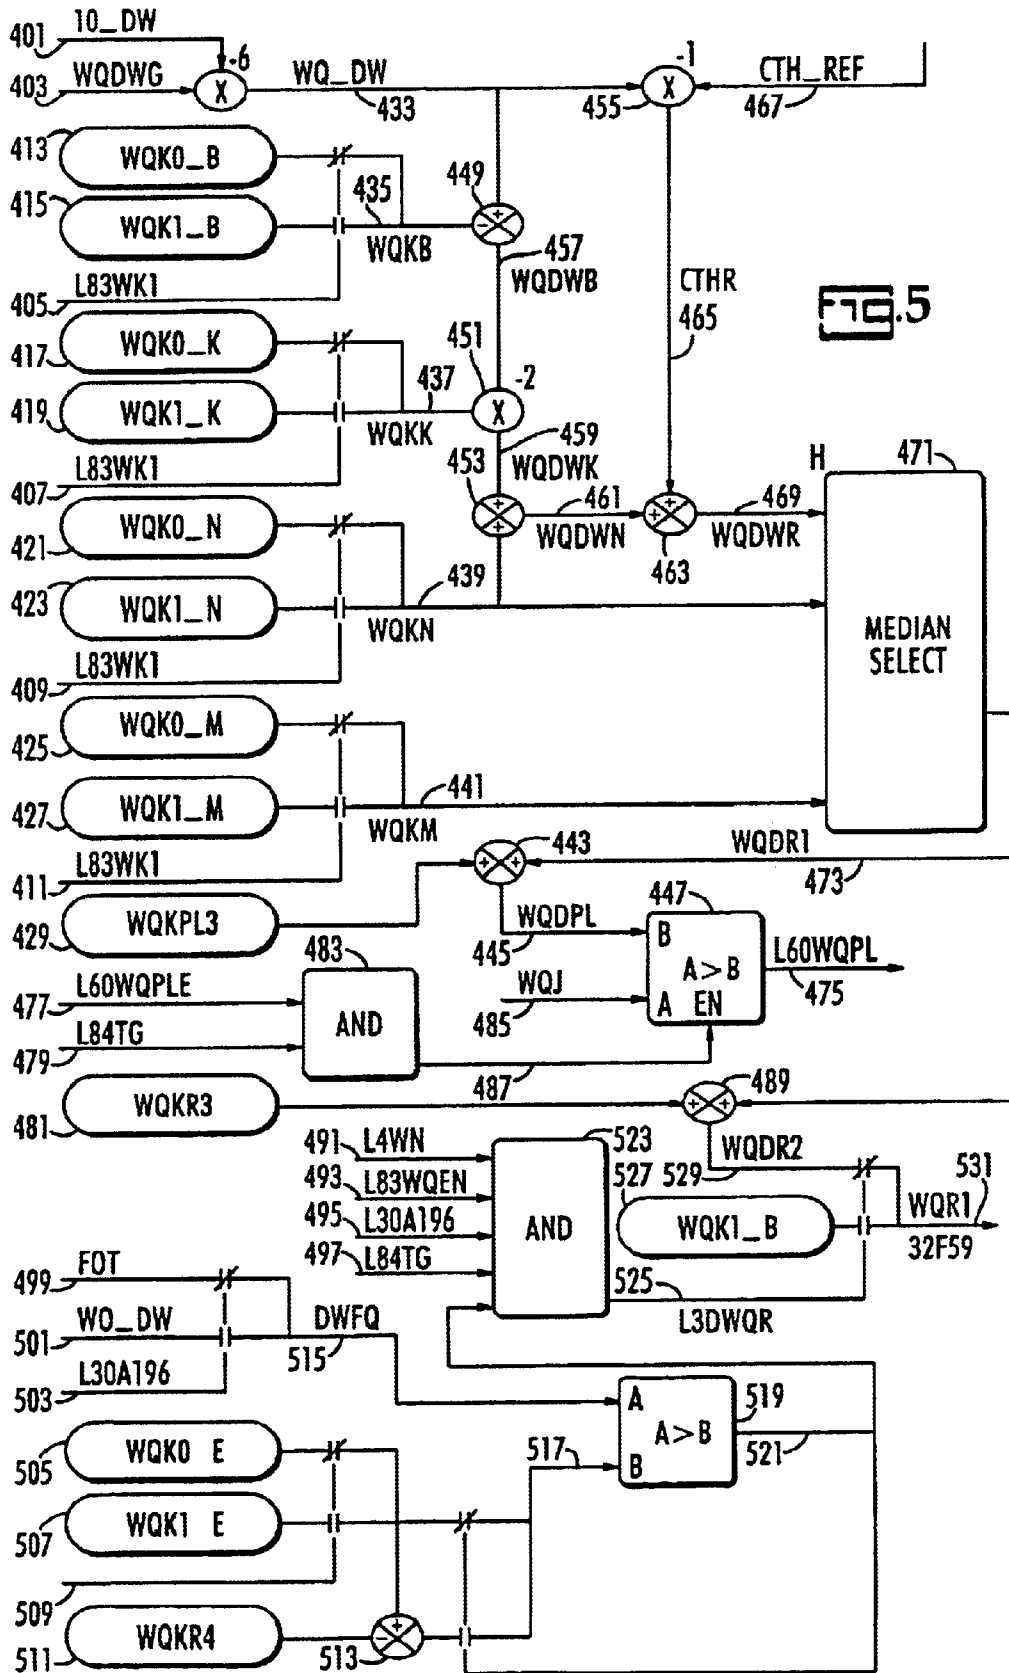 401 10_DW
-6
403 WQDWG
X
WQ_DW
433
-1
X
455
CTH_REF
467
413 WQK0_B
415 WQK1_B
435
WQKB
449
- +
457
WQDWB
405 L83WK1
CTHR
465
FIG.5
417 WQK0_K
419 WQK1_K
437
WQKK
451
-2
X
459
WQDWK
407 L83WK1
453
+ +
461
WQDWN
+ +
463
469
WQDWR
H
471
MEDIAN
SELECT
421 WQK0_N
423 WQK1_N
439
WQKN
409 L83WK1
425 WQK0_M
427 WQK1_M
441
WQKM
411 L83WK1
443
+ +
WQDR1
473
429 WQKPL3
WQDPL
445
447
B
A>B
A EN
L60WQPL
475
WQJ
485
477 L60WQPLE
479 L84TG
483
AND
487
481 WQKR3
489
+ +
491 L4WN
493 L83WQEN
495 L30A196
497 L84TG
523
AND
WQDR2
527 529
WQK1_B
531
WQR1
32F59
525
L3DWQR
499 FOT
501 WO_DW
503 L30A196
DWFQ
515
505 WQK0 E
507 WQK1 E
509
511 WQKR4
- +
513
517
A
A>B
B
519
521